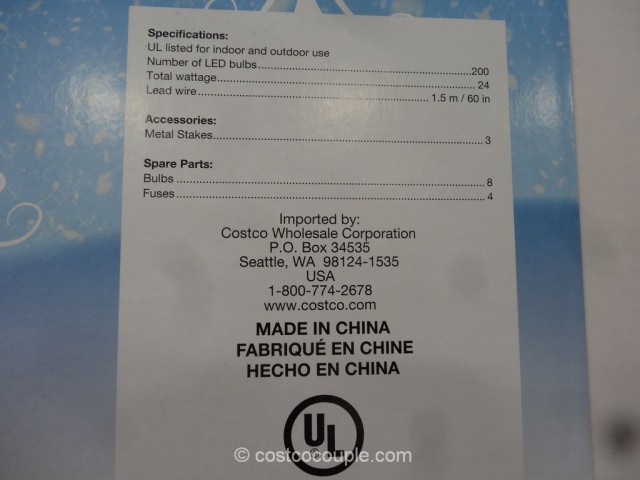 Specifications:
UL listed for indoor and outdoor use
Number of LED bulbs........................................................200
Total wattage......................................................................24
Lead wire...............................................................1.5 m / 60 in
Accessories:
Metal Stakes........................................................................3
Spare Parts:
Bulbs....................................................................................8
Fuses...................................................................................4
Imported by:
Costco Wholesale Corporation
P.O. Box 34535
Seattle, WA 98124-1535
USA
1-800-774-2678
www.costco.com
MADE IN CHINA
FABRIQUÉ EN CHINE
HECHO EN CHINA
UL
© costcocouple.com